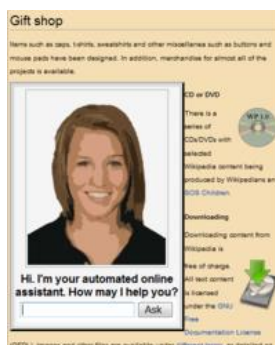 Gift shop
Items such as caps, t-shirts, sweatshirts and other miscellanea such as buttons and
mouse pads have been designed. In addition, merchandise for almost all of the
projects is available.
CD or DVD
There is a
series of
CDs/DVDs with
selected
Wikipedia content being
produced by Wikipedians and
SOS Children.
WP 1.0
Downloading
Downloading content from
Wikipedia is
free of charge.
All text content
is licensed
under the GNU
Free
Documentation License
Hi. I'm your automated online
assistant. How may I help you?
Ask